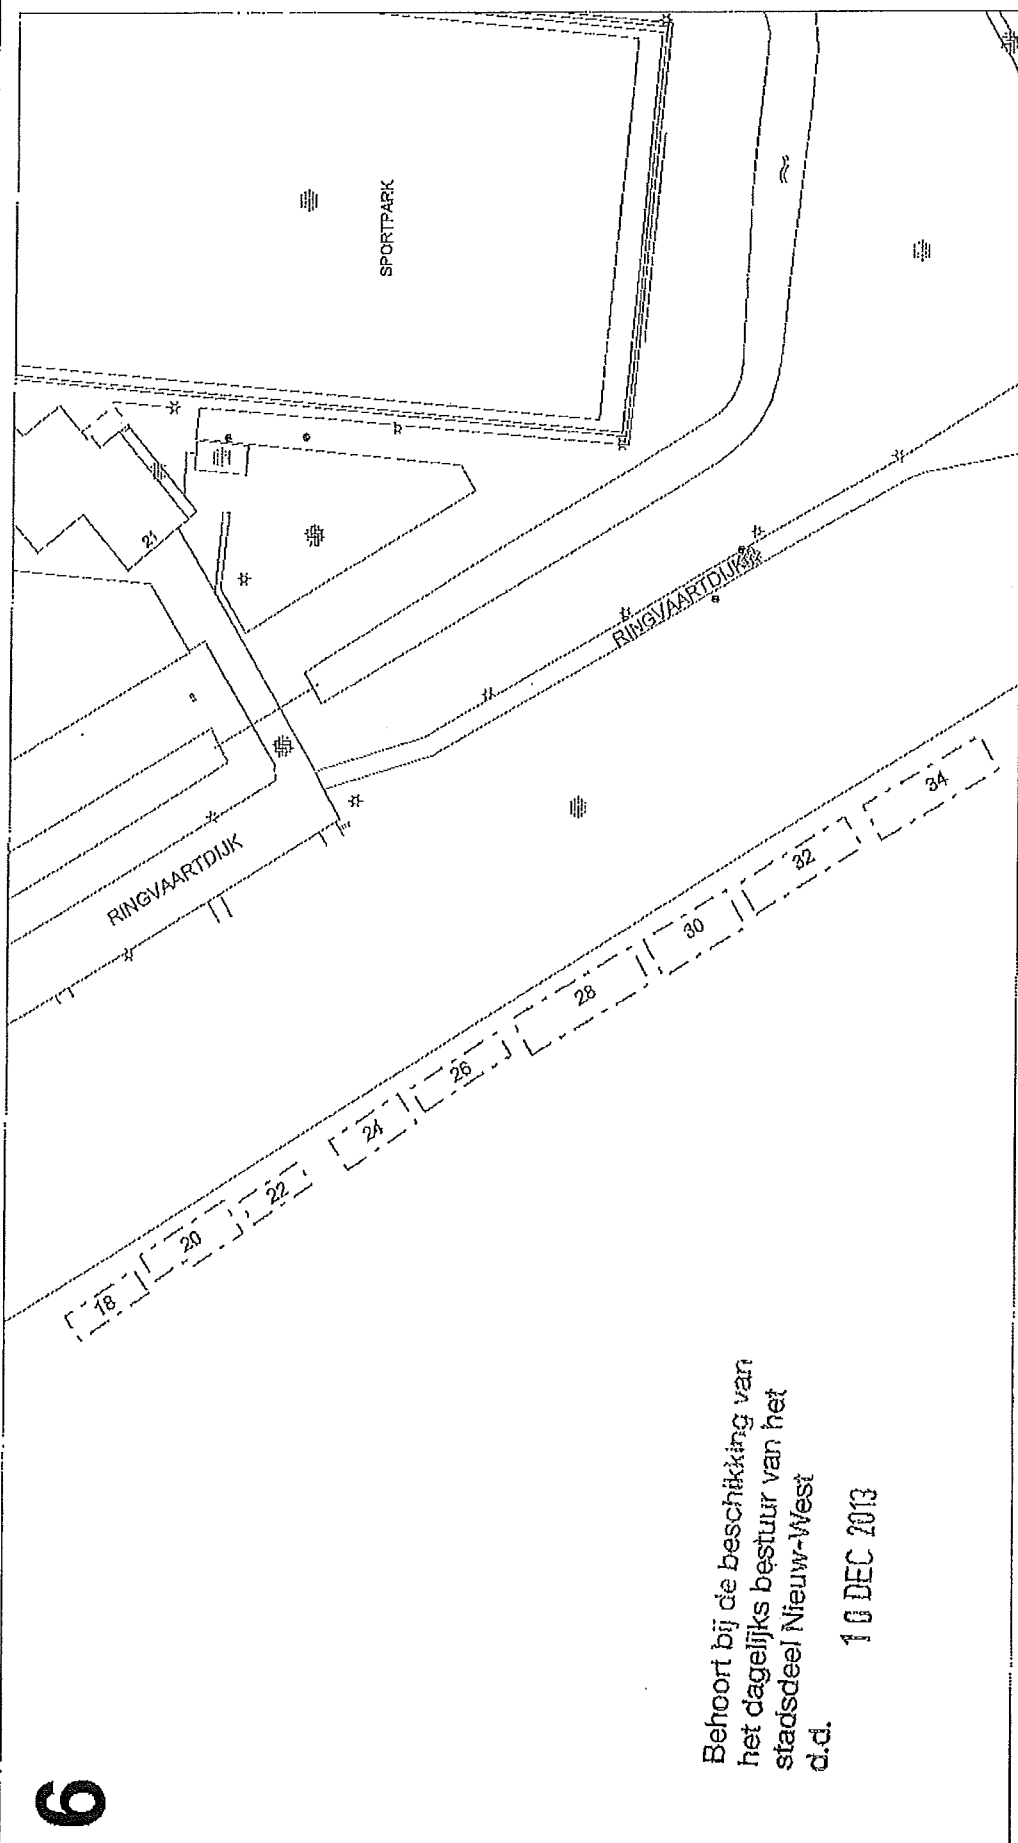 6
18
20
22
24
26
28
30
32
34
RINGVAARTDIJK
RINGVAARTDIJK
21
SPORTPARK
Behoort bij de beschikking van
het dagelijks bestuur van het
stadsdeel Nieuw-West
d.d.
10 DEC 2013